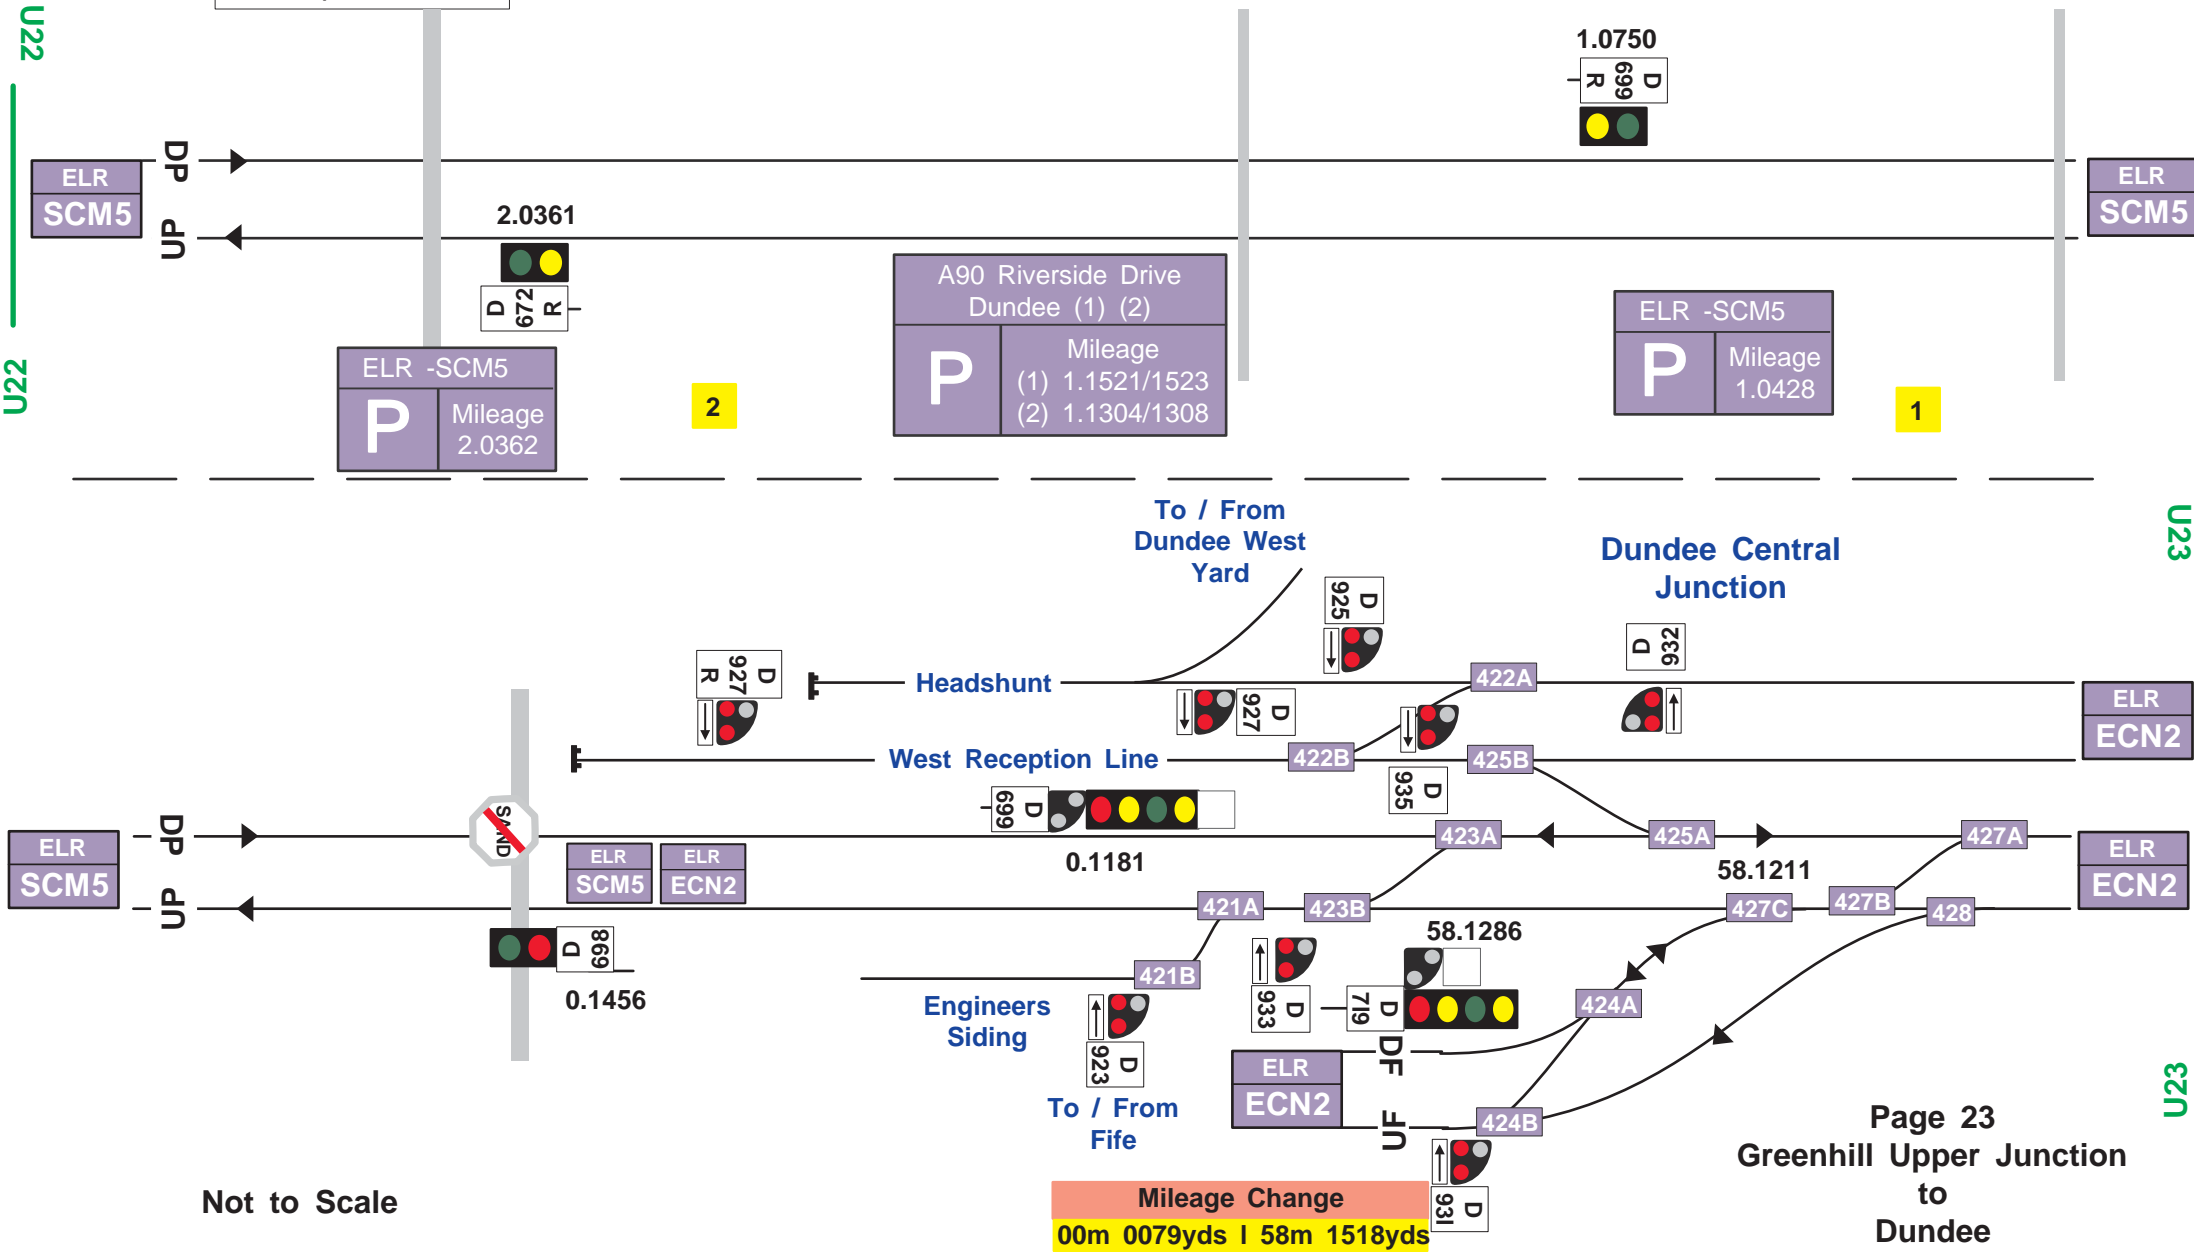 U22
1.0750
D
699
R
DP
ELR
SCM5
UP
2.0361
D
672
R
ELR
SCM5
A90 Riverside Drive
Dundee (1) (2)
P
Mileage
(1) 1.1521/1523
(2) 1.1304/1308
ELR -SCM5
P
Mileage
1.0428
U22
ELR -SCM5
P
Mileage
2.0362
2
1
To / From
Dundee West
Yard
Dundee Central
Junction
U23
D
925
D
932
D
927
R
Headshunt
422A
D
927
ELR
ECN2
West Reception Line
422B
425B
D
935
D
699
SAND
DP
ELR
SCM5
UP
ELR
SCM5
ELR
ECN2
0.1181
423A
425A
427A
58.1211
ELR
ECN2
421A
423B
427C
427B
428
D
698
0.1456
58.1286
421B
Engineers
Siding
D
933
D
719
424A
D
923
DF
ELR
ECN2
UF
424B
To / From
Fife
D
931
U23
Page 23
Greenhill Upper Junction
to
Dundee
Not to Scale
Mileage Change
00m 0079yds I 58m 1518yds